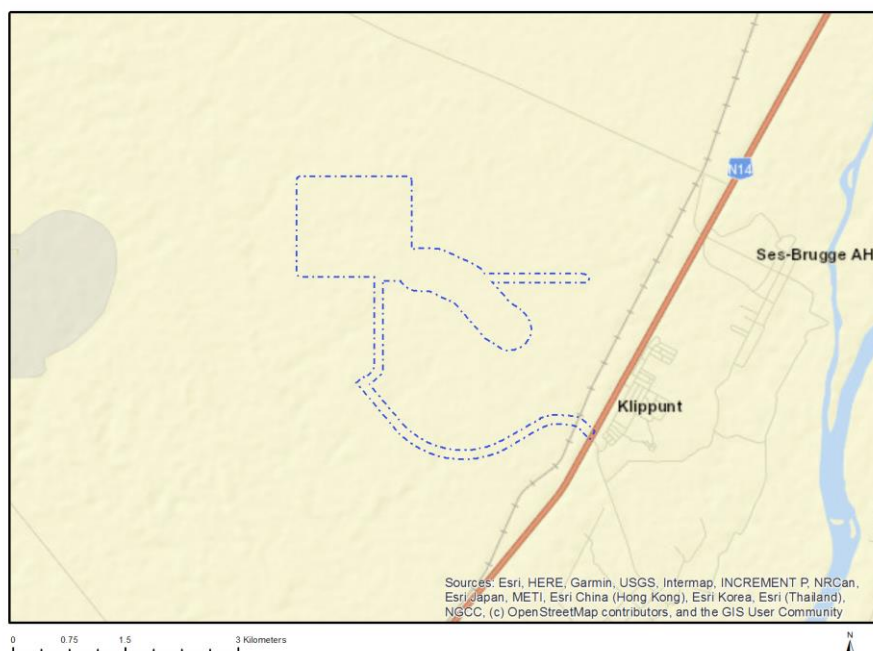 N14
Ses-Brugge AH
Klippunt
Sources: Esri, HERE, Garmin, USGS, Intermap, INCREMENT P, NRCan,
Esri Japan, METI, Esri China (Hong Kong), Esri Korea, Esri (Thailand),
NGCC, (c) OpenStreetMap contributors, and the GIS User Community
0 0.75 1.5 3 Kilometers
N